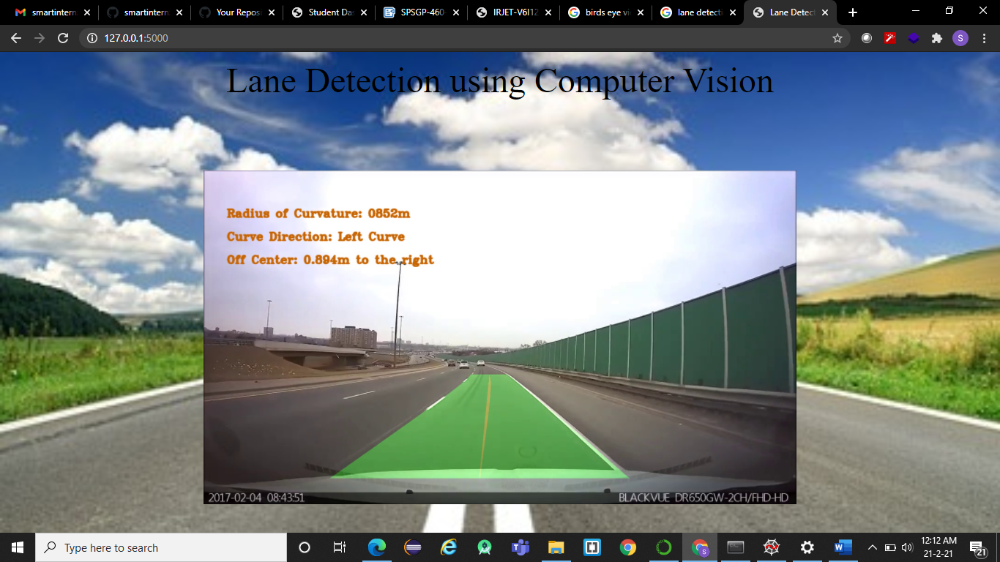 smartintern
smartintern
Your Repos
Student Das
SPSGP-460
IRJET-V6I12
birds eye vi
lane detecti
Lane Detect
127.0.0.1:5000
S
Lane Detection using Computer Vision
Radius of Curvature: 0852m
Curve Direction: Left Curve
Off Center: 0.894m to the right
2017-02-04 08:43:51
BLACKVUE DR650GW-2CH/FHD-HD
Type here to search
12:12 AM
21-2-21
21